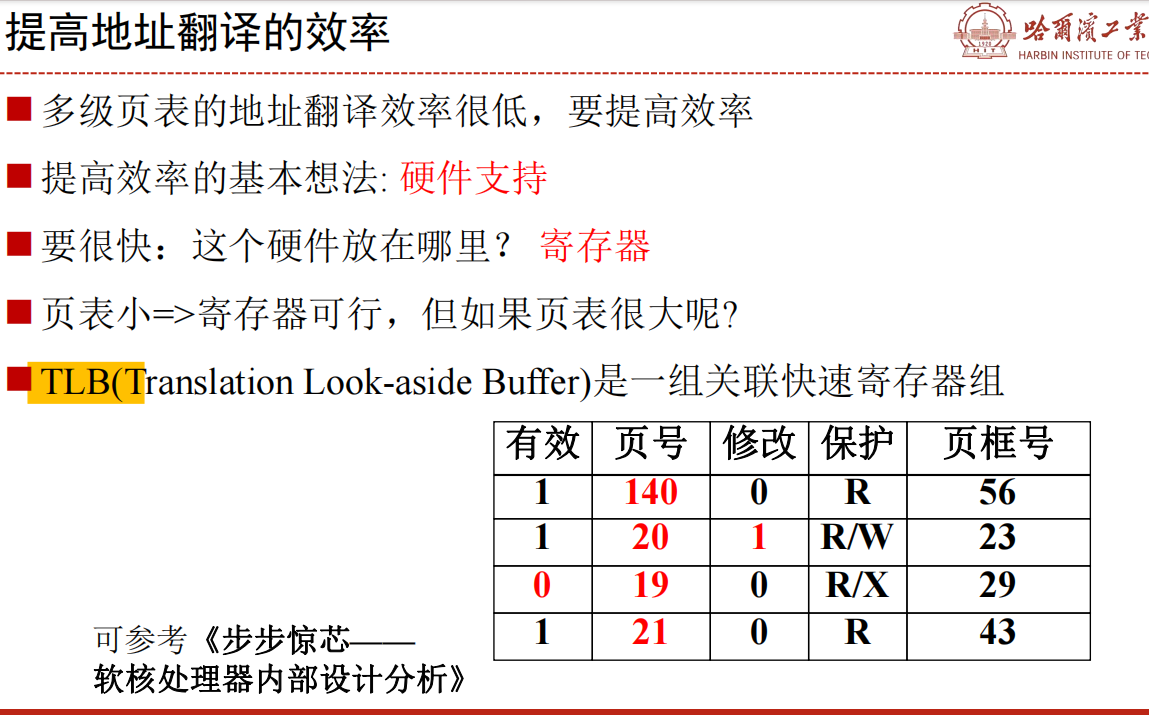 提高地址翻译的效率
哈爾濱工業
HARBIN INSTITUTE OF TEC
1920
HIT
多级页表的地址翻译效率很低，要提高效率
提高效率的基本想法: 硬件支持
要很快：这个硬件放在哪里？ 寄存器
页表小=>寄存器可行，但如果页表很大呢?
TLB(Translation Look-aside Buffer)是一组关联快速寄存器组
有效 页号 修改 保护 页框号
1 140 0 R 56
1 20 1 R/W 23
0 19 0 R/X 29
1 21 0 R 43
可参考《步步惊芯——
软核处理器内部设计分析》